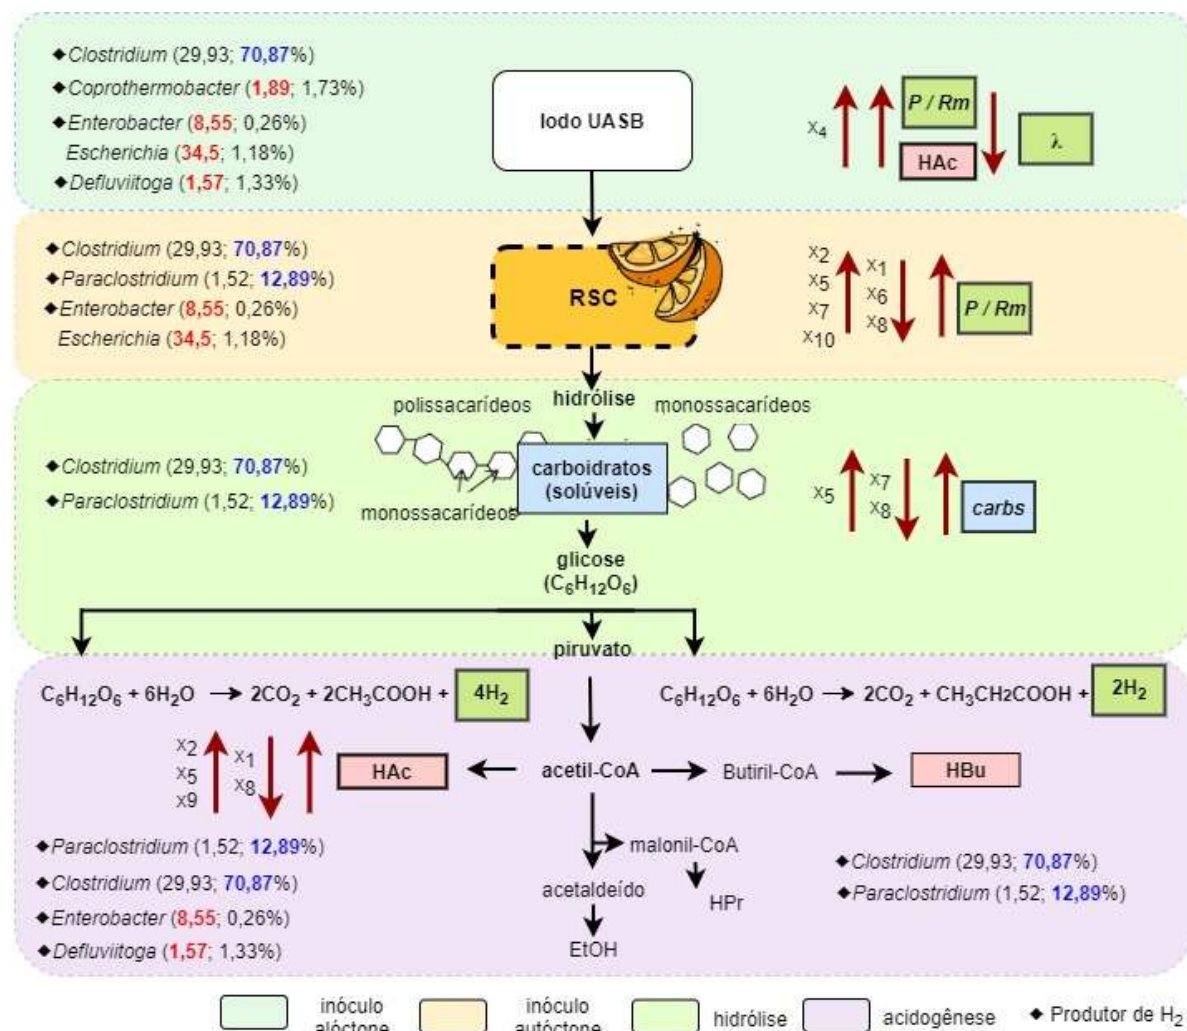 ◆Clostridium (29,93; 70,87%)
◆Coprothermobacter (1,89; 1,73%)
◆Enterobacter (8,55; 0,26%)
Escherichia (34,5; 1,18%)
◆Defluviitoga (1,57; 1,33%)
Iodo UASB
X4
P / Rm
HAc
λ
◆Clostridium (29,93; 70,87%)
◆Paraclostridium (1,52; 12,89%)
◆Enterobacter (8,55; 0,26%)
Escherichia (34,5; 1,18%)
RSC
X2
X5
X7
X10
X1
X6
X8
P / Rm
hidrólise
polissacarídeos
monossacarídeos
◆Clostridium (29,93; 70,87%)
◆Paraclostridium (1,52; 12,89%)
carboidratos
(solúveis)
monossacarídeos
X5
X7
X8
carbs
glicose
(C6H12O6)
piruvato
C6H12O6 + 6H2O → 2CO2 + 2CH3COOH + 4H2
C6H12O6 + 6H2O → 2CO2 + CH3CH2COOH + 2H2
X2
X5
X9
X1
X8
HAc
acetil-CoA
Butiril-CoA
HBu
◆Paraclostridium (1,52; 12,89%)
◆Clostridium (29,93; 70,87%)
◆Enterobacter (8,55; 0,26%)
◆Defluviitoga (1,57; 1,33%)
malonil-CoA
acetaldeído
HPr
EtOH
◆Clostridium (29,93; 70,87%)
◆Paraclostridium (1,52; 12,89%)
inóculo
alóctone
inóculo
autóctone
hidrólise
acidogênese
◆ Produtor de H2